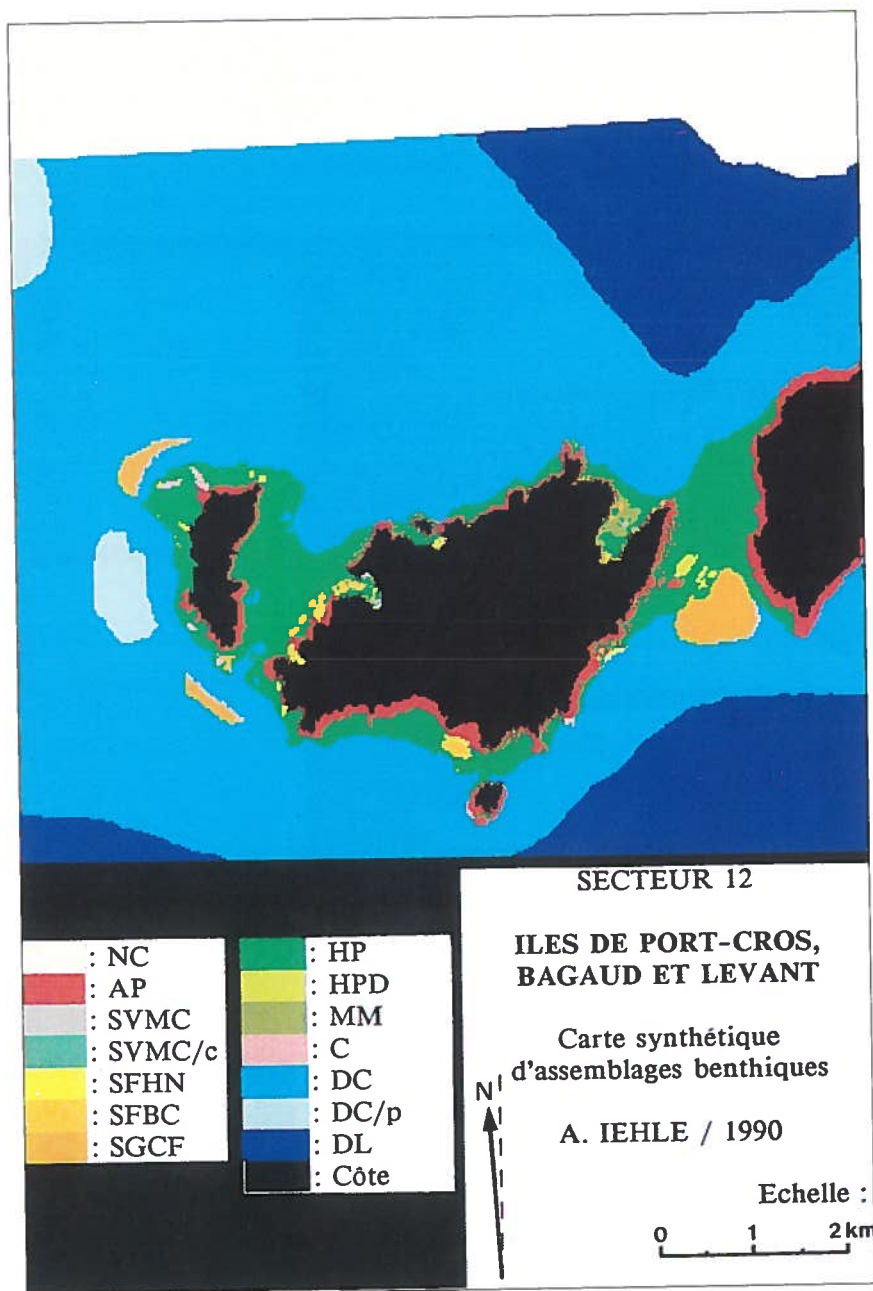 : NC
: AP
: SVMC
: SVMC/c
: SFHN
: SFBC
: SGCF
: HP
: HPD
: MM
: C
: DC
: DC/p
: DL
: Côte
SECTEUR 12
ILES DE PORT-CROS,
BAGAUD ET LEVANT
Carte synthétique
d'assemblages benthiques
N
A. IEHLE / 1990
Echelle :
0 1 2 km